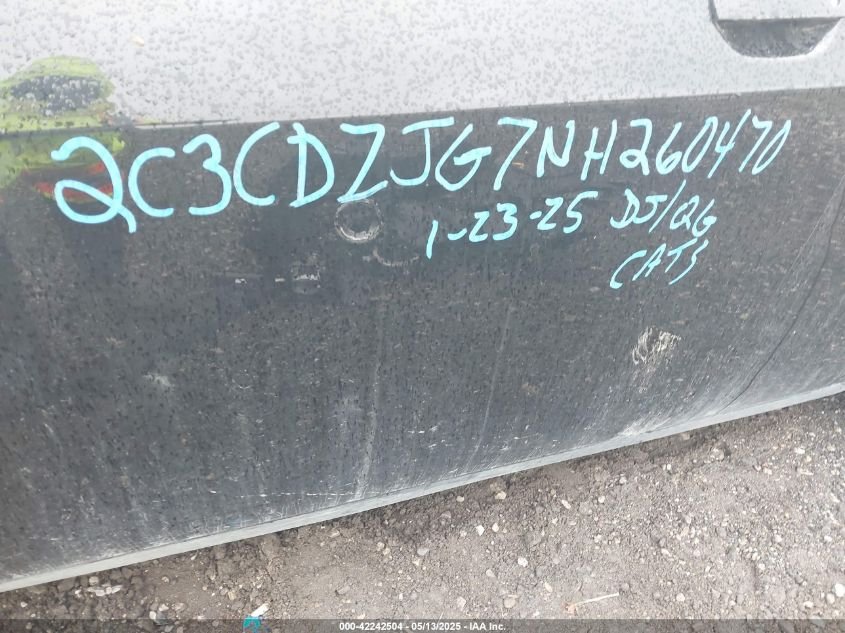 2C3CDZJG7NH260470
1-23-25 DJ/QG
CATS
000-42242504 - 05/13/2025 - IAA Inc.